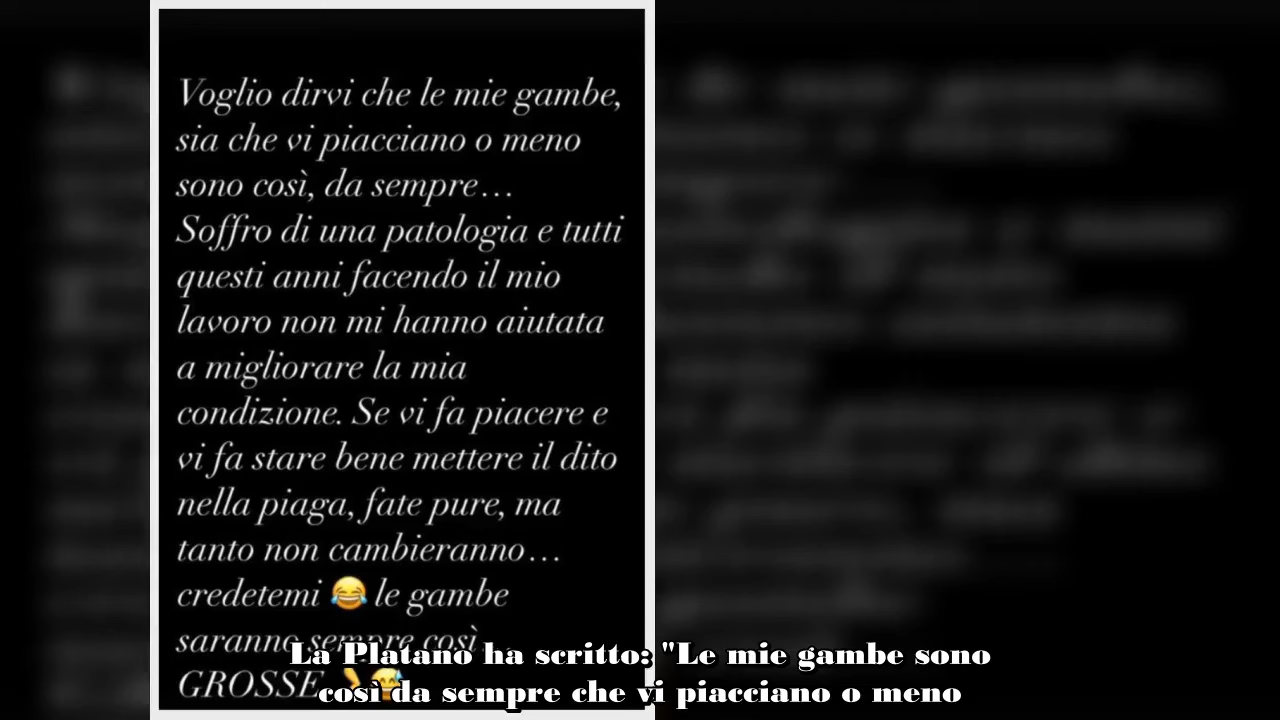 Voglio dirvi che le mie gambe,
sia che vi piacciano o meno
sono così, da sempre…
Soffro di una patologia e tutti
questi anni facendo il mio
lavoro non mi hanno aiutata
a migliorare la mia
condizione. Se vi fa piacere e
vi fa stare bene mettere il dito
nella piaga, fate pure, ma
tanto non cambieranno…
credetemi 😂 le gambe
saranno sempre così
GROSSE
La Platano ha scritto: "Le mie gambe sono
così da sempre che vi piacciano o meno